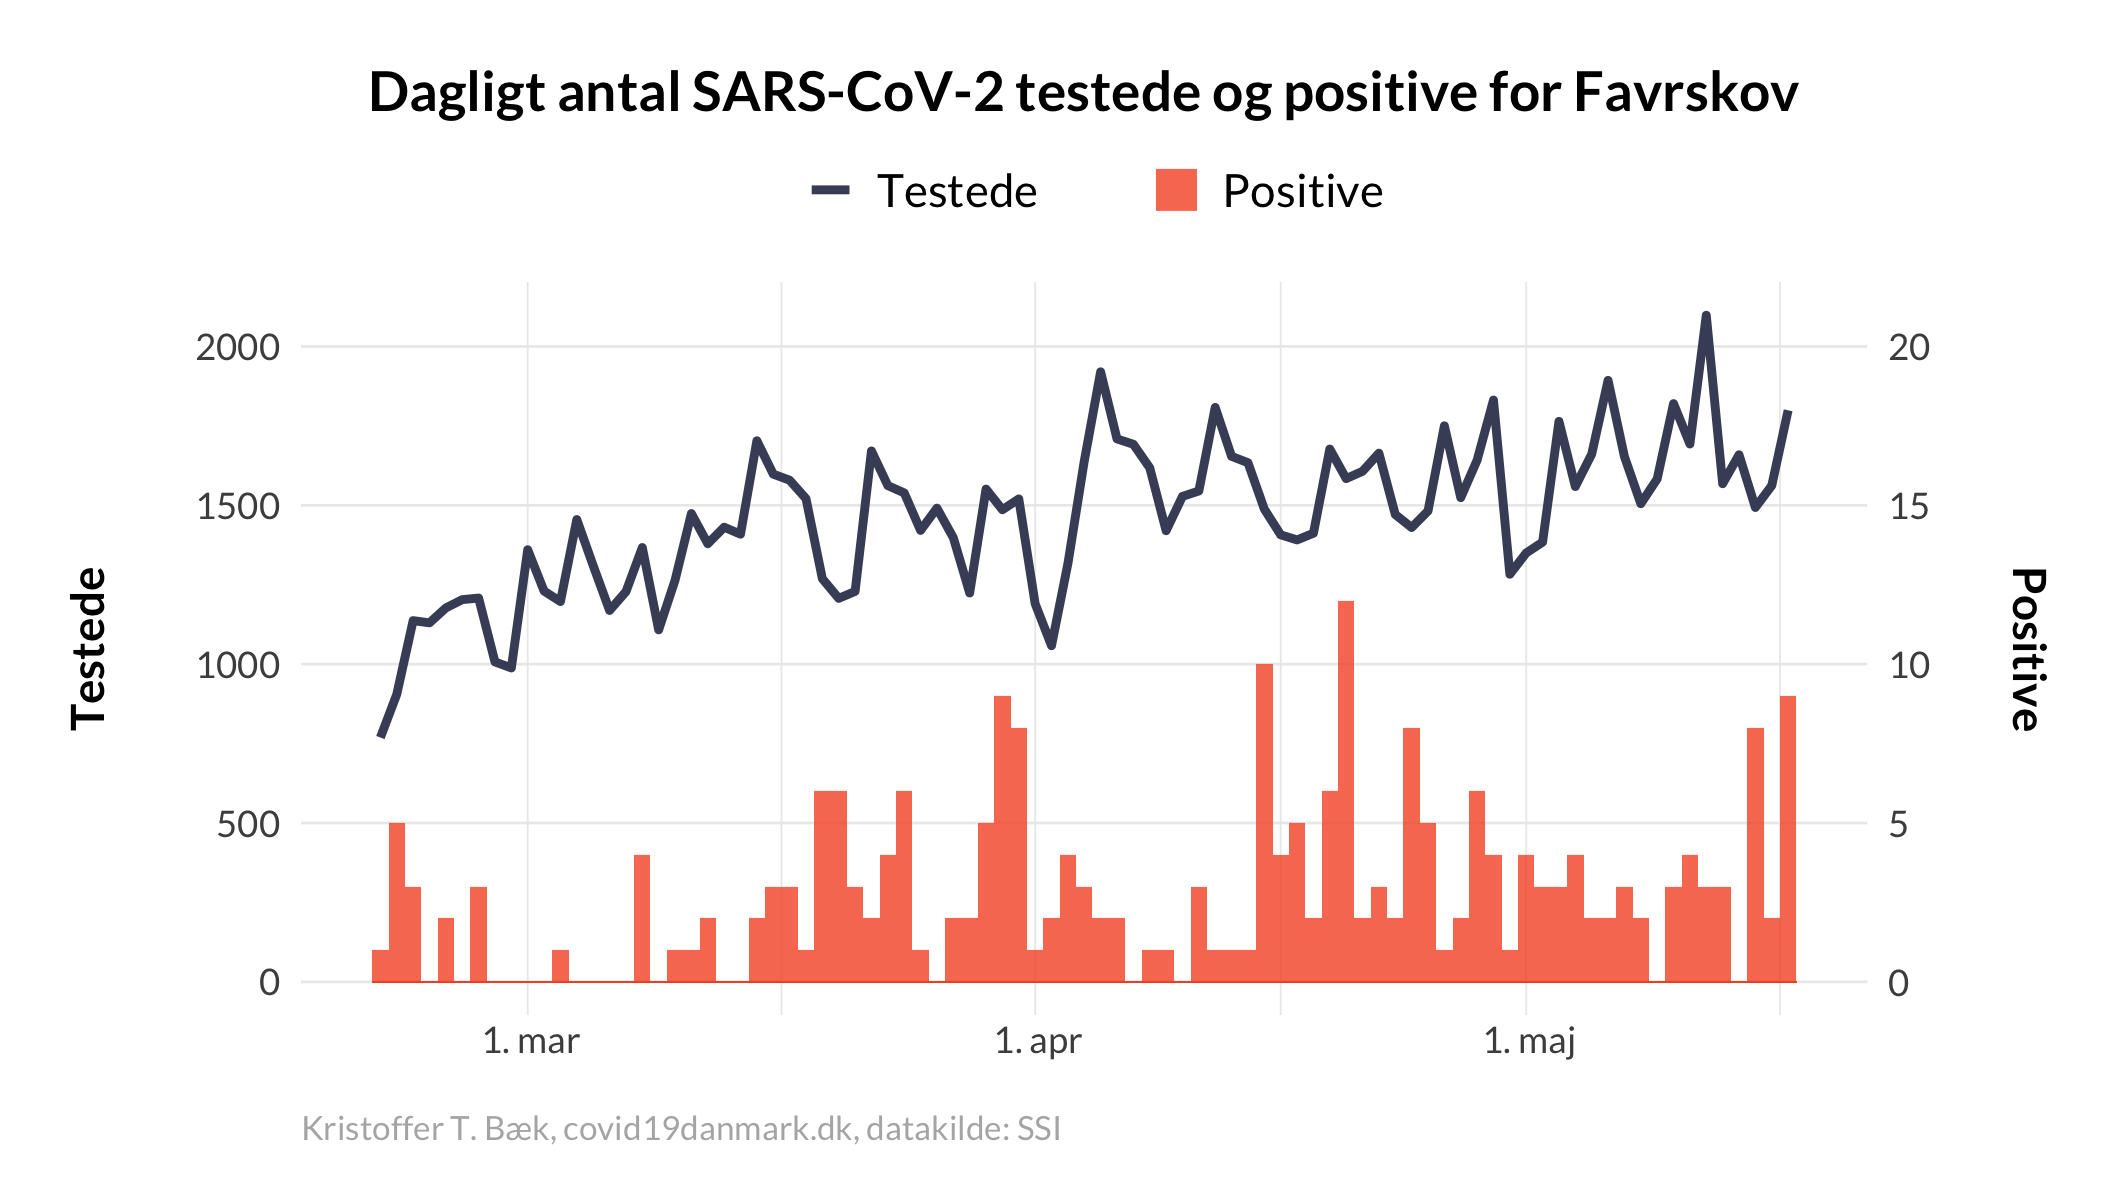 Dagligt antal SARS-CoV-2 testede og positive for Favrskov
Testede Positive
2000 20
1500 15
1000 10
500 5
0 0
Testede
Positive
1. mar 1. apr 1. maj
Kristoffer T. Bæk, covid19danmark.dk, datakilde: SSI